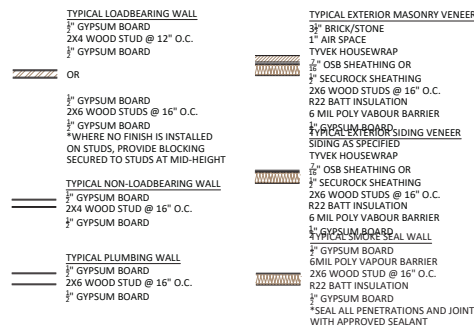 TYPICAL LOADBEARING WALL
1/2" GYPSUM BOARD
2X4 WOOD STUD @ 12" O.C.
1/2" GYPSUM BOARD
OR
1/2" GYPSUM BOARD
2X6 WOOD STUDS @ 16" O.C.
1/2" GYPSUM BOARD
*WHERE NO FINISH IS INSTALLED
ON STUDS, PROVIDE BLOCKING
SECURED TO STUDS AT MID-HEIGHT
TYPICAL NON-LOADBEARING WALL
1/2" GYPSUM BOARD
2X4 WOOD STUD @ 16" O.C.
1/2" GYPSUM BOARD
TYPICAL PLUMBING WALL
1/2" GYPSUM BOARD
2X6 WOOD STUD @ 16" O.C.
1/2" GYPSUM BOARD
TYPICAL EXTERIOR MASONRY VENEER
3 1/2" BRICK/STONE
1" AIR SPACE
TYVEK HOUSEWRAP
7/16" OSB SHEATHING OR
1/2" SECUROCK SHEATHING
2X6 WOOD STUDS @ 16" O.C.
R22 BATT INSULATION
6 MIL POLY VABOUR BARRIER
1/2" GYPSUM BOARD
TYPICAL EXTERIOR SIDING VENEER
SIDING AS SPECIFIED
TYVEK HOUSEWRAP
7/16" OSB SHEATHING OR
1/2" SECUROCK SHEATHING
2X6 WOOD STUDS @ 16" O.C.
R22 BATT INSULATION
6 MIL POLY VABOUR BARRIER
1/2" GYPSUM BOARD
TYPICAL SMOKE SEAL WALL
1/2" GYPSUM BOARD
6MIL POLY VAPOUR BARRIER
2X6 WOOD STUD @ 16" O.C.
R22 BATT INSULATION
1/2" GYPSUM BOARD
*SEAL ALL PENETRATIONS AND JOINT
WITH APPROVED SEALANT